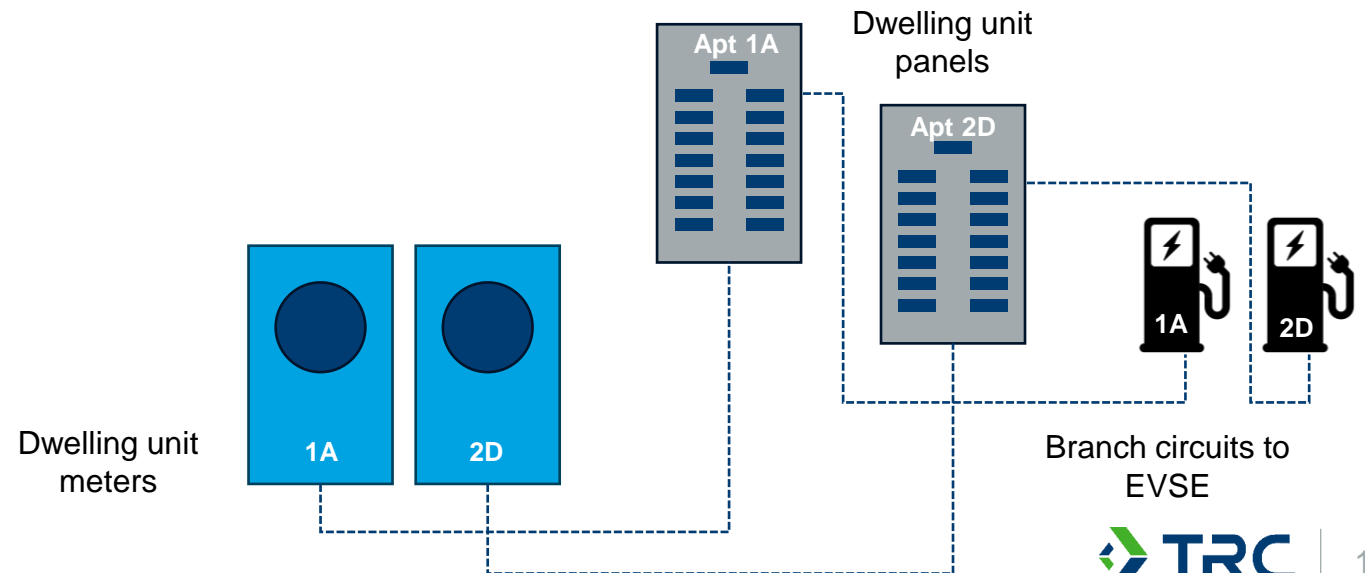 Dwelling unit
panels
Apt 1A
Apt 2D
1A
2D
1A
2D
Dwelling unit
meters
Branch circuits to
EVSE
TRC
1